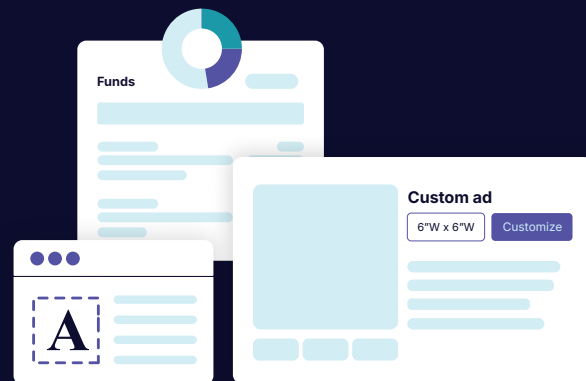 Funds
Custom ad
6”W x 6”W
Customize
A